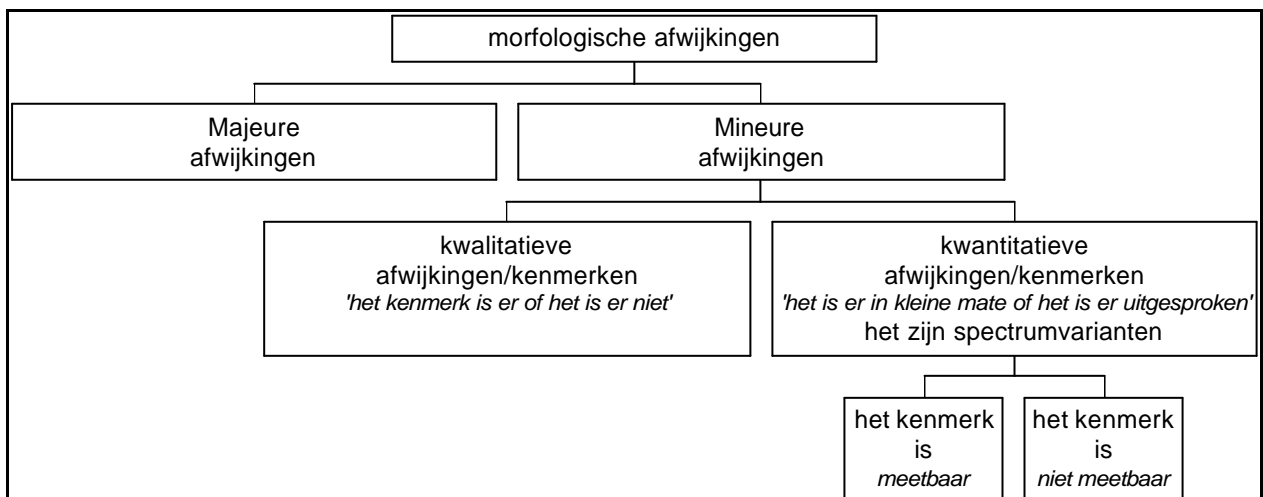 morfologische afwijkingen
Majeure
afwijkingen
Mineure
afwijkingen
kwalitatieve
afwijkingen/kenmerken
'het kenmerk is er of het is er niet'
kwantitatieve
afwijkingen/kenmerken
'het is er in kleine mate of het is er uitgesproken'
het zijn spectrumvarianten
het kenmerk
is
meetbaar
het kenmerk
is
niet meetbaar